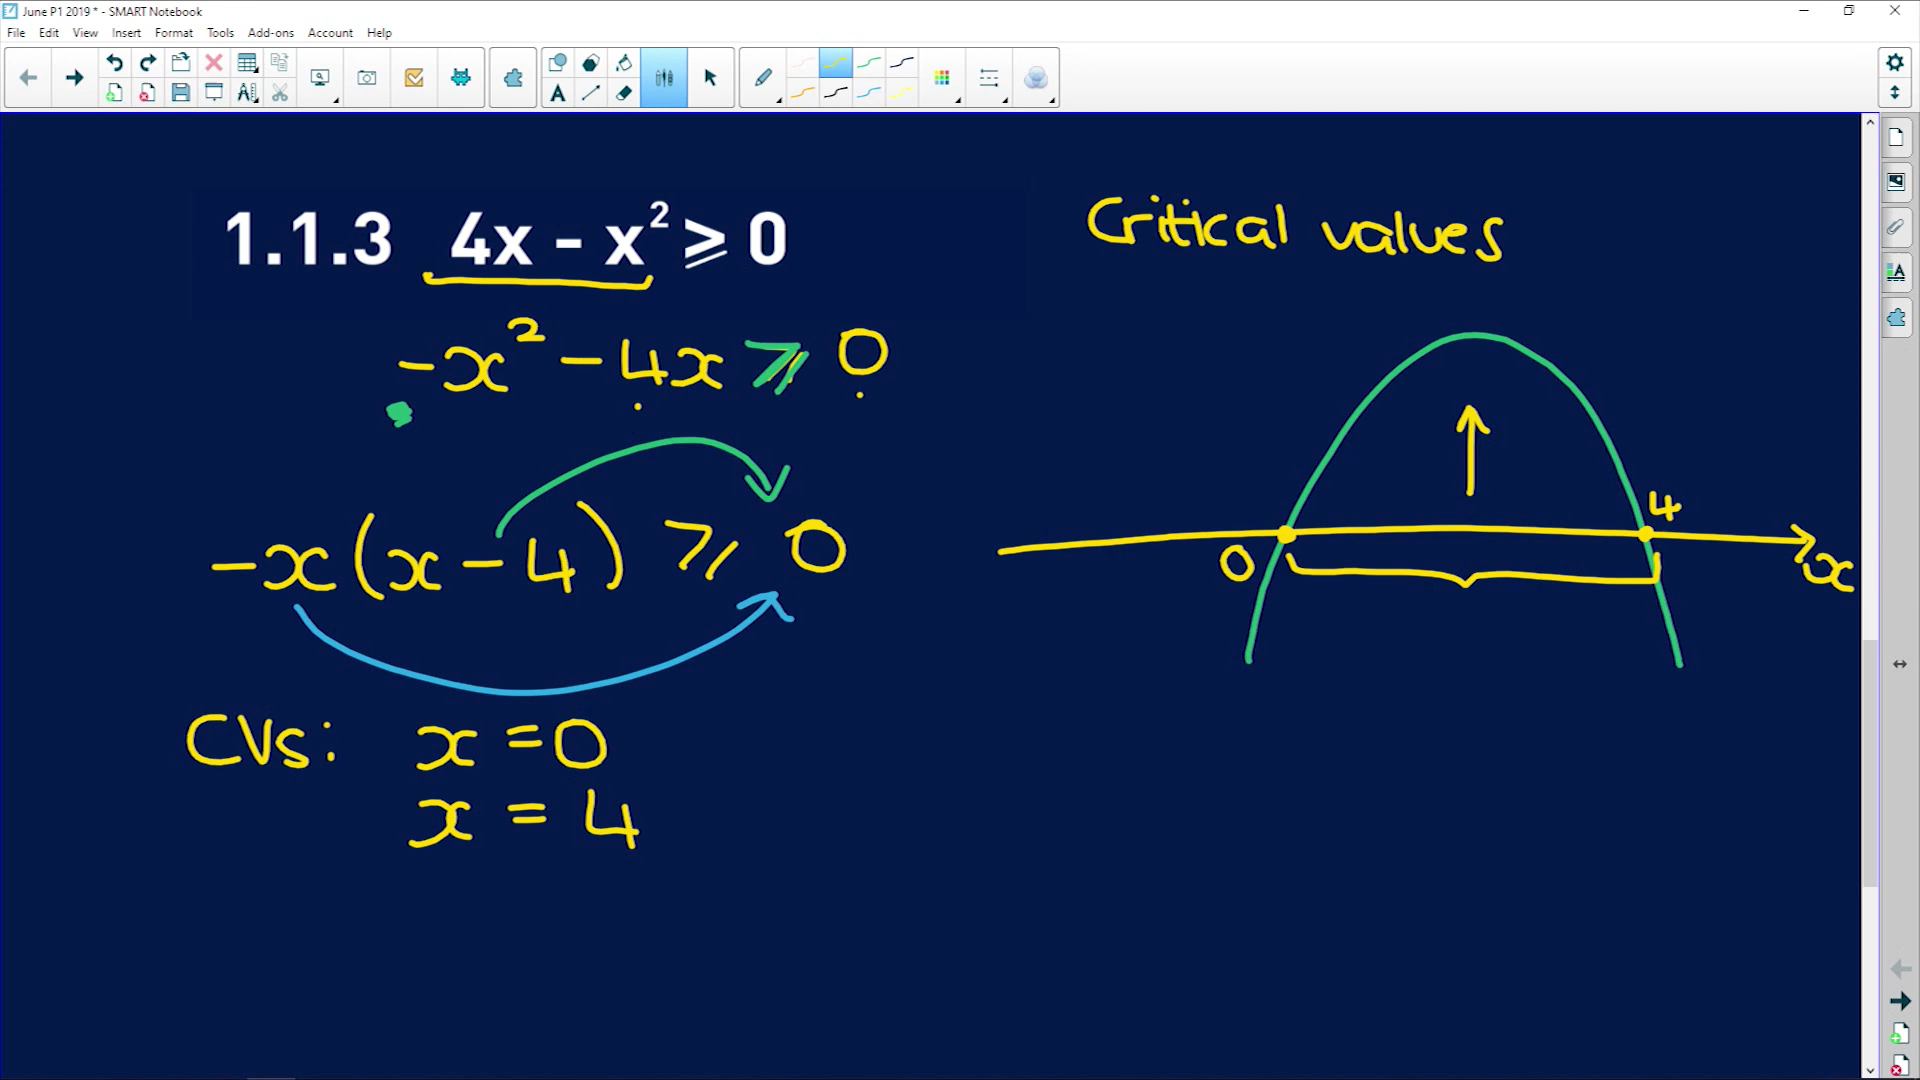 June P1 2019 * - SMART Notebook
File Edit View Insert Format Tools Add-ons Account Help
1.1.3 4x - x² ⩾ 0
-x² - 4x ⩾ 0
-x(x - 4) ⩾ 0
CVs: x = 0
x = 4
Critical values
4
0
x